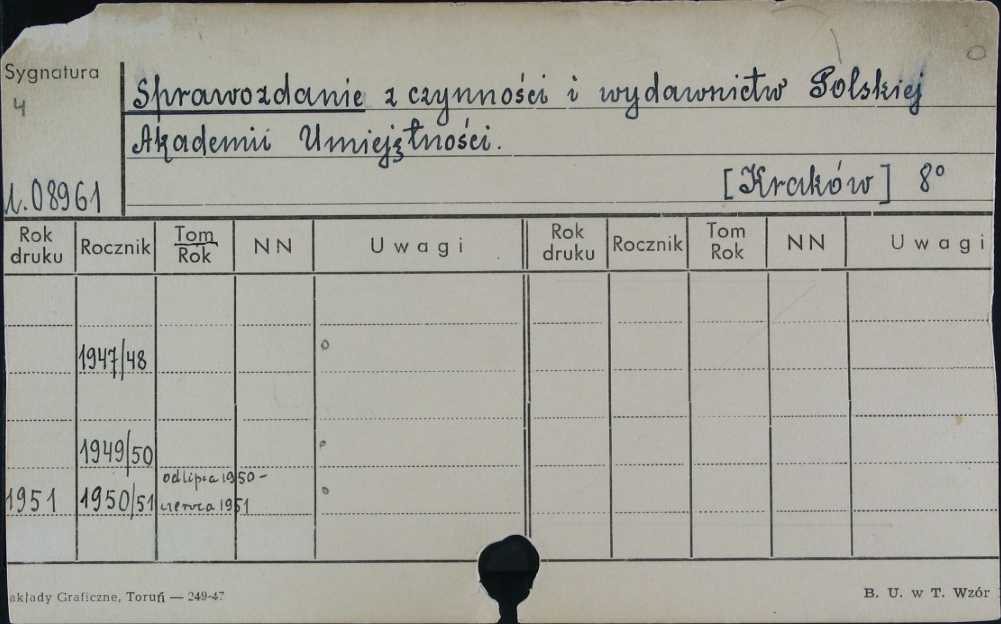 Sygnatura
4
08961
Sprawozdanie z czynności i wydawnictw Polskiej
Akademii Umiejętności.
[Kraków] 8°
Rok druku Rocznik Tom Rok NN Uwagi Rok druku Rocznik Tom Rok NN Uwagi
1947/48 o
1949/50
od lipca 1950 -
1951 1950/51 czerwca 1951 o
akłady Graficzne, Toruń — 249-47
B. U. w T. Wzór